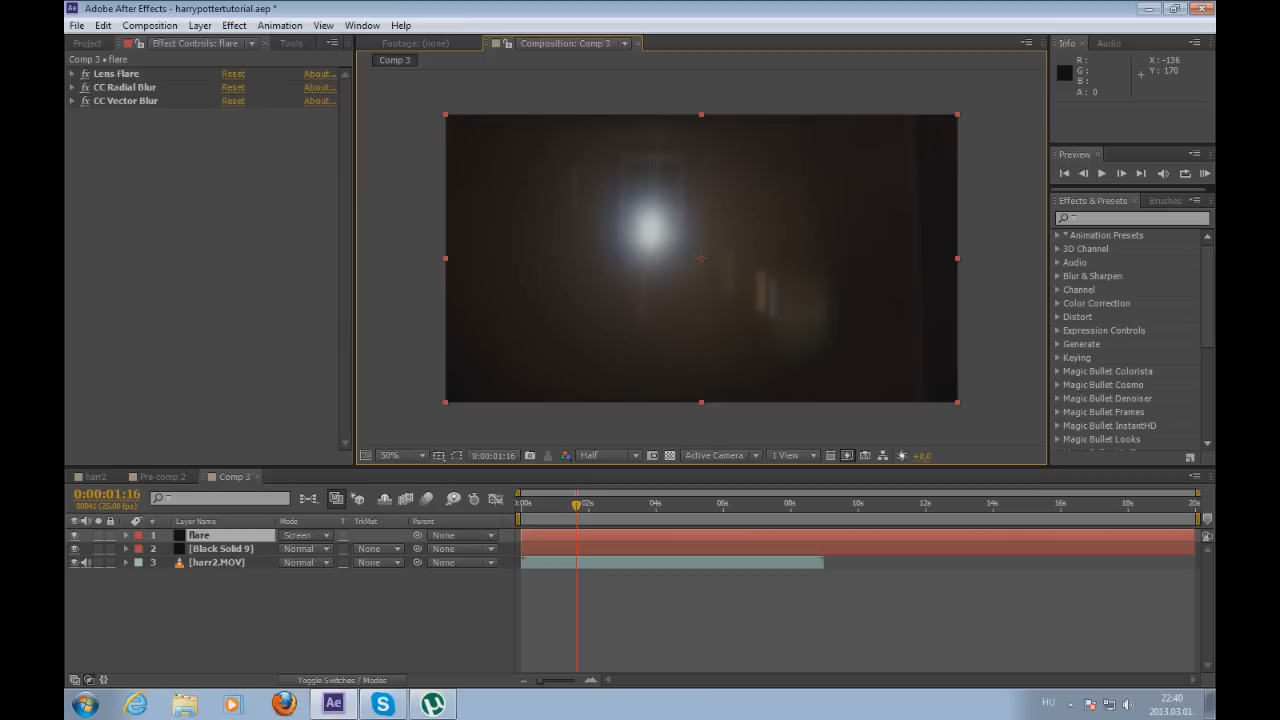 Adobe After Effects - harrypottertutorial.aep *
File Edit Composition Layer Effect Animation View Window Help
Project Effect Controls: flare Tools
Footage: (none) Composition: Comp 3
Info Audio
Comp 3 • flare
Comp 3
fx Lens Flare Reset About...
fx CC Radial Blur Reset About...
fx CC Vector Blur Reset About...
R :
G :
B :
A : 0
X : -136
Y : 170
Preview
Effects & Presets Brushes
* Animation Presets
3D Channel
Audio
Blur & Sharpen
Channel
Color Correction
Distort
Expression Controls
Generate
Keying
Magic Bullet Colorista
Magic Bullet Cosmo
Magic Bullet Denoiser
Magic Bullet Frames
Magic Bullet InstantHD
Magic Bullet Looks
50% 0:00:01:16 Half Active Camera 1 View +0,0
harr2 Pre-comp 2 Comp 3
0:00:01:16
00041 (25.00 fps)
:00s 02s 04s 06s 08s 10s 12s 14s 16s 18s 20s
# Layer Name Mode T TrkMat Parent
1 flare Screen None
2 [Black Solid 9] Normal None None
3 [harr2.MOV] Normal None None
Toggle Switches / Modes
Ae
HU
22:40
2013.03.01.